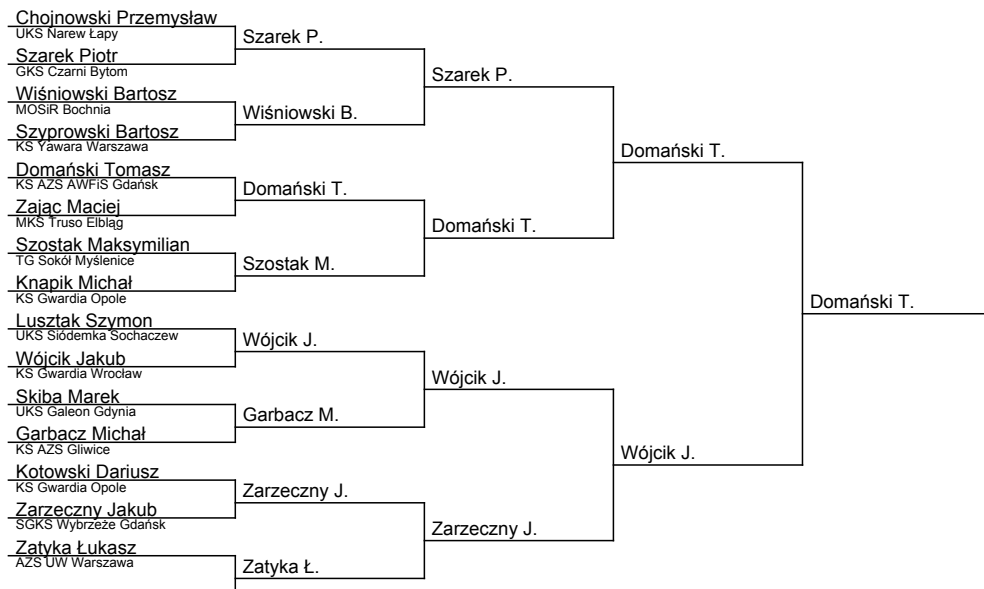 Chojnowski Przemysław
UKS Narew Łapy
Szarek Piotr
GKS Czarni Bytom
Wiśniowski Bartosz
MOSiR Bochnia
Szyprowski Bartosz
KS Yawara Warszawa
Domański Tomasz
KS AZS AWFiS Gdańsk
Zając Maciej
MKS Truso Elbląg
Szostak Maksymilian
TG Sokół Myślenice
Knapik Michał
KS Gwardia Opole
Lusztak Szymon
UKS Siódemka Sochaczew
Wójcik Jakub
KS Gwardia Wrocław
Skiba Marek
UKS Galeon Gdynia
Garbacz Michał
KS AZS Gliwice
Kotowski Dariusz
KS Gwardia Opole
Zarzeczny Jakub
SGKS Wybrzeże Gdańsk
Zatyka Łukasz
AZS UW Warszawa
Szarek P.
Wiśniowski B.
Domański T.
Szostak M.
Wójcik J.
Garbacz M.
Zarzeczny J.
Zatyka Ł.
Szarek P.
Domański T.
Wójcik J.
Zarzeczny J.
Domański T.
Wójcik J.
Domański T.